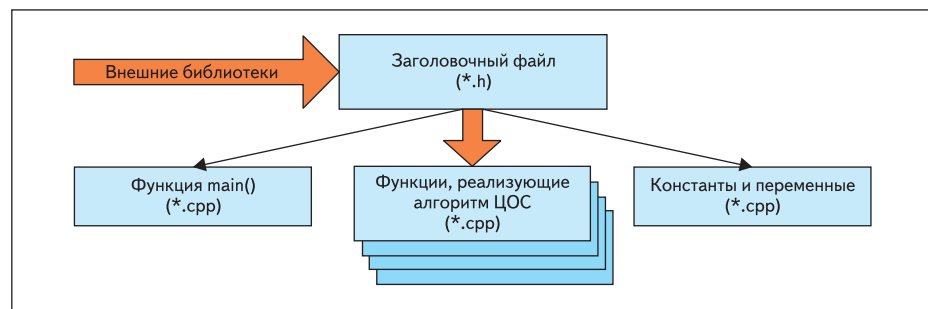 Внешние библиотеки
Заголовочный файл
(*.h)
Функция main()
(*.cpp)
Функции, реализующие
алгоритм ЦОС
(*.cpp)
Константы и переменные
(*.cpp)